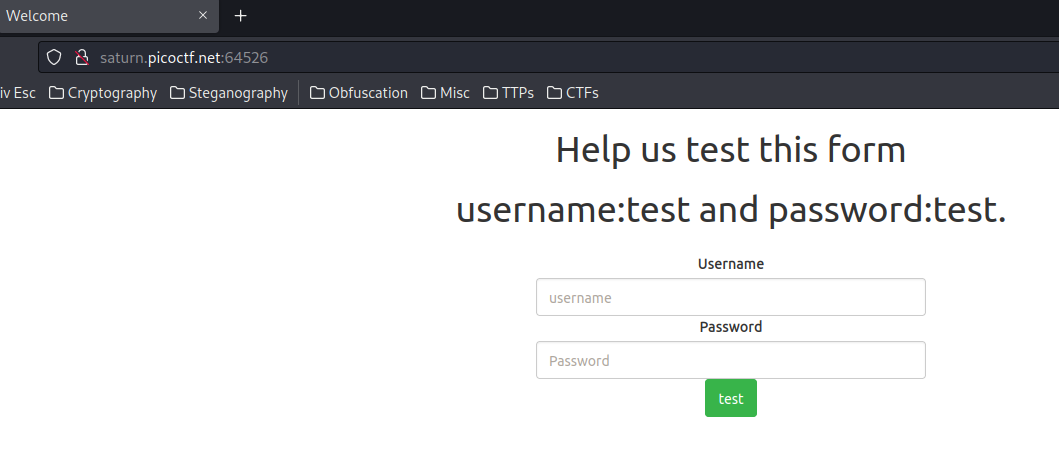 Welcome
saturn.picoctf.net:64526
iv Esc Cryptography Steganography Obfuscation Misc TTPs CTFs
Help us test this form
username:test and password:test.
Username
username
Password
Password
test